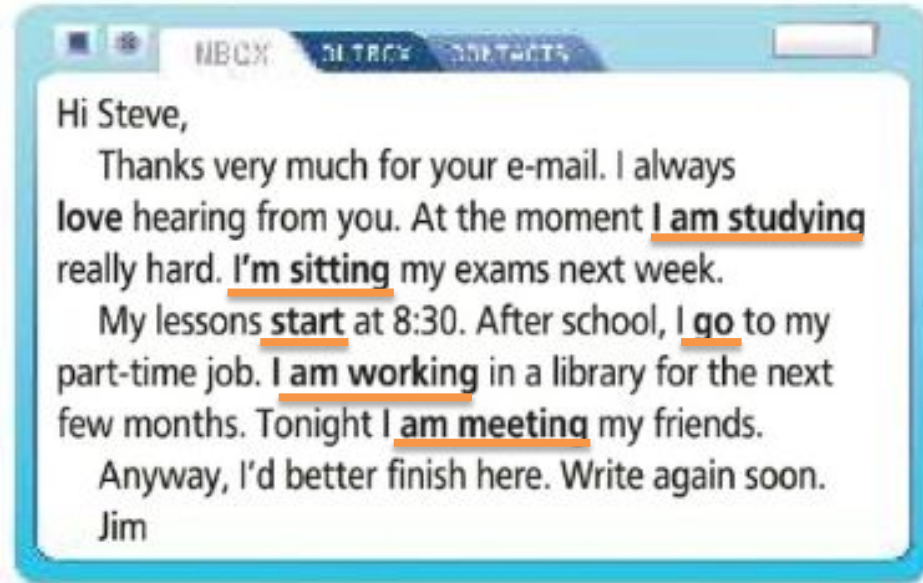 Hi Steve,
Thanks very much for your e-mail. I always
love hearing from you. At the moment I am studying
really hard. I'm sitting my exams next week.
My lessons start at 8:30. After school, I go to my
part-time job. I am working in a library for the next
few months. Tonight I am meeting my friends.
Anyway, I'd better finish here. Write again soon.
Jim